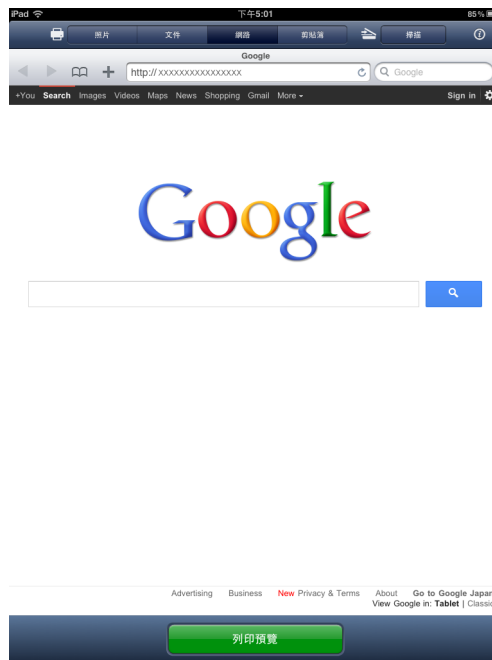 iPad 下午5:01 85%
照片 文件 網路 剪貼簿 掃描
Google
http://xxxxxxxxxxxxxxxx Google
+You Search Images Videos Maps News Shopping Gmail More Sign in
Google
Advertising Business New Privacy & Terms About Go to Google Japan
View Google in: Tablet | Classic
列印預覽